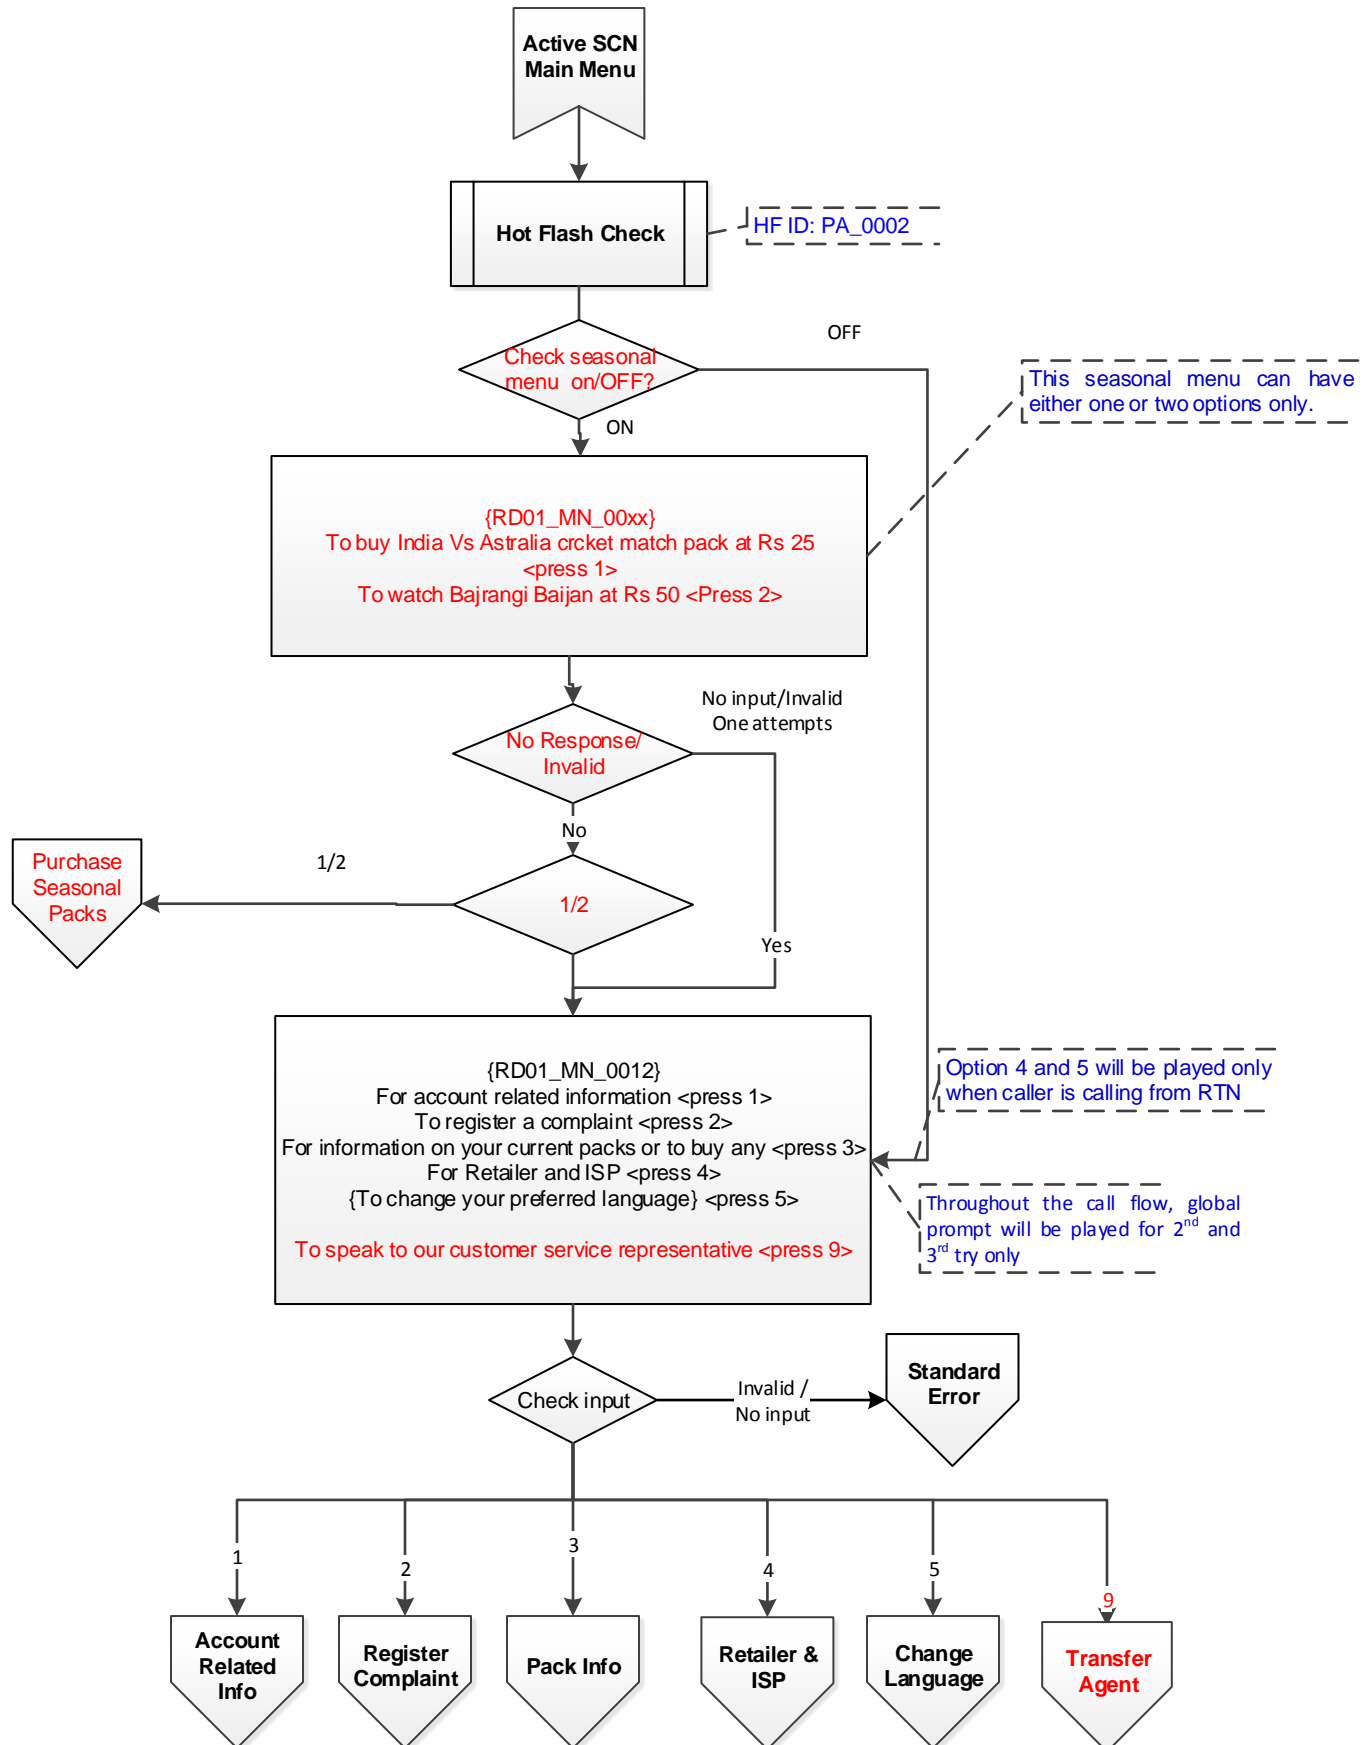 Active SCN
Main Menu
Hot Flash Check
HF ID: PA_0002
OFF
Check seasonal
menu on/OFF?
This seasonal menu can have
either one or two options only.
ON
{RD01_MN_00xx}
To buy India Vs Astralia crcket match pack at Rs 25
<press 1>
To watch Bajrangi Baijan at Rs 50 <Press 2>
No input/Invalid
One attempts
No Response/
Invalid
No
Purchase
Seasonal
Packs
1/2
1/2
Yes
{RD01_MN_0012}
For account related information <press 1>
To register a complaint <press 2>
For information on your current packs or to buy any <press 3>
For Retailer and ISP <press 4>
{To change your preferred language} <press 5>
To speak to our customer service representative <press 9>
Option 4 and 5 will be played only
when caller is calling from RTN
Throughout the call flow, global
prompt will be played for 2nd and
3rd try only
Check input
Invalid /
No input
Standard
Error
1
2
3
4
5
9
Account
Related
Info
Register
Complaint
Pack Info
Retailer &
ISP
Change
Language
Transfer
Agent